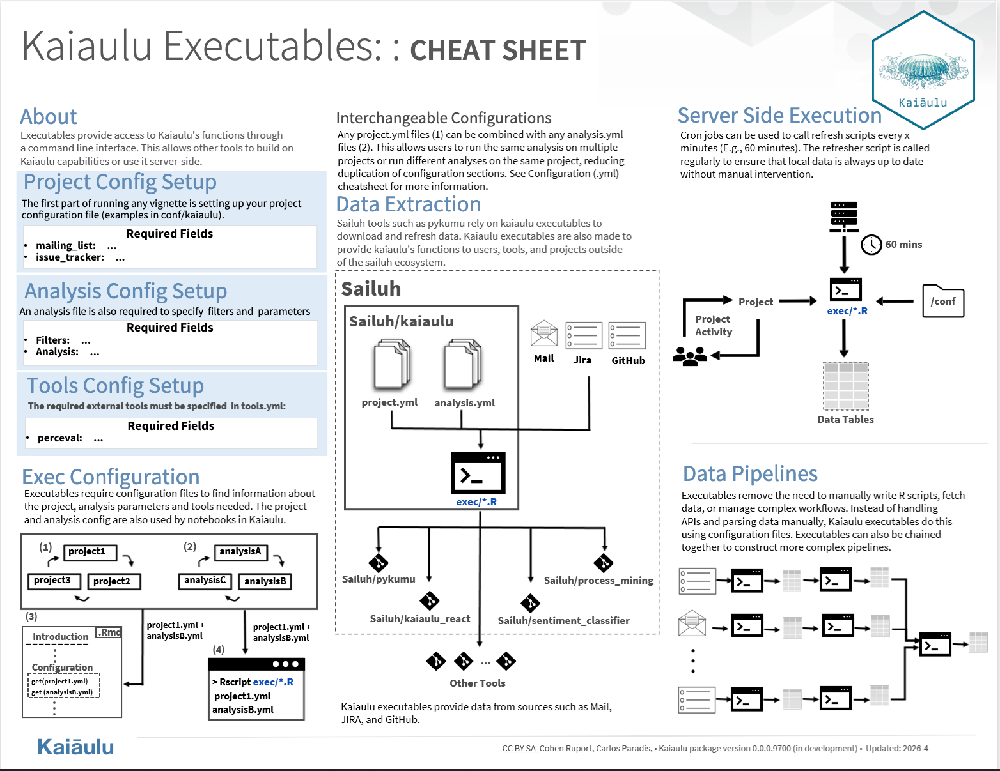 Kaiaulu Executables: : CHEAT SHEET
Kaiāulu
About
Executables provide access to Kaiaulu's functions through
a command line interface. This allows other tools to build on
Kaiaulu capabilities or use it server-side.
Project Config Setup
The first part of running any vignette is setting up your project
configuration file (examples in conf/kaiaulu).
Required Fields
• mailing_list: ...
• issue_tracker: ...
Analysis Config Setup
An analysis file is also required to specify filters and parameters
Required Fields
• Filters: ...
• Analysis: ...
Tools Config Setup
The required external tools must be specified in tools.yml:
Required Fields
• perceval: ...
Exec Configuration
Executables require configuration files to find information about
the project, analysis parameters and tools needed. The project
and analysis config are also used by notebooks in Kaiaulu.
(1)
project1
project3
project2
(2)
analysisA
analysisC
analysisB
(3)
.Rmd
Introduction
Configuration
get(project1.yml)
get (analysisB.yml)
project1.yml +
analysisB.yml
project1.yml +
analysisB.yml
(4)
> Rscript exec/*.R
project1.yml
analysisB.yml
Interchangeable Configurations
Any project.yml files (1) can be combined with any analysis.yml
files (2). This allows users to run the same analysis on multiple
projects or run different analyses on the same project, reducing
duplication of configuration sections. See Configuration (.yml)
cheatsheet for more information.
Data Extraction
Sailuh tools such as pykumu rely on kaiaulu executables to
download and refresh data. Kaiaulu executables are also made to
provide kaiaulu's functions to users, tools, and projects outside
of the sailuh ecosystem.
Sailuh
Sailuh/kaiaulu
project.yml
analysis.yml
Mail
Jira
GitHub
>_
exec/*.R
Sailuh/pykumu
Sailuh/process_mining
Sailuh/kaiaulu_react
Sailuh/sentiment_classifier
...
Other Tools
Kaiaulu executables provide data from sources such as Mail,
JIRA, and GitHub.
Server Side Execution
Cron jobs can be used to call refresh scripts every x
minutes (E.g., 60 minutes). The refresher script is called
regularly to ensure that local data is always up to date
without manual intervention.
60 mins
>_
Project
exec/*.R
/conf
Project
Activity
Data Tables
Data Pipelines
Executables remove the need to manually write R scripts, fetch
data, or manage complex workflows. Instead of handling
APIs and parsing data manually, Kaiaulu executables do this
using configuration files. Executables can also be chained
together to construct more complex pipelines.
>_
>_
>_
>_
>_
>_
>_
Kaiāulu
CC BY SA Cohen Ruport, Carlos Paradis, • Kaiaulu package version 0.0.0.9700 (in development) • Updated: 2026-4